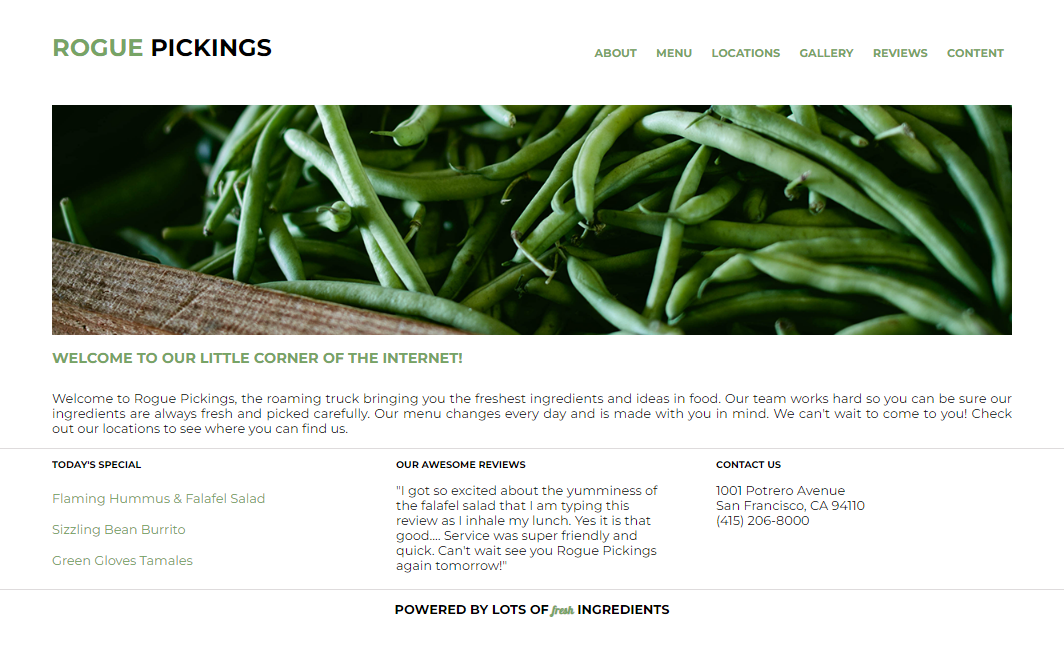 ROGUE PICKINGS
ABOUT MENU LOCATIONS GALLERY REVIEWS CONTENT
WELCOME TO OUR LITTLE CORNER OF THE INTERNET!
Welcome to Rogue Pickings, the roaming truck bringing you the freshest ingredients and ideas in food. Our team works hard so you can be sure our
ingredients are always fresh and picked carefully. Our menu changes every day and is made with you in mind. We can't wait to come to you! Check
out our locations to see where you can find us.
TODAY'S SPECIAL
Flaming Hummus & Falafel Salad
Sizzling Bean Burrito
Green Gloves Tamales
OUR AWESOME REVIEWS
"I got so excited about the yumminess of
the falafel salad that I am typing this
review as I inhale my lunch. Yes it is that
good.... Service was super friendly and
quick. Can't wait see you Rogue Pickings
again tomorrow!"
CONTACT US
1001 Potrero Avenue
San Francisco, CA 94110
(415) 206-8000
POWERED BY LOTS OF fresh INGREDIENTS